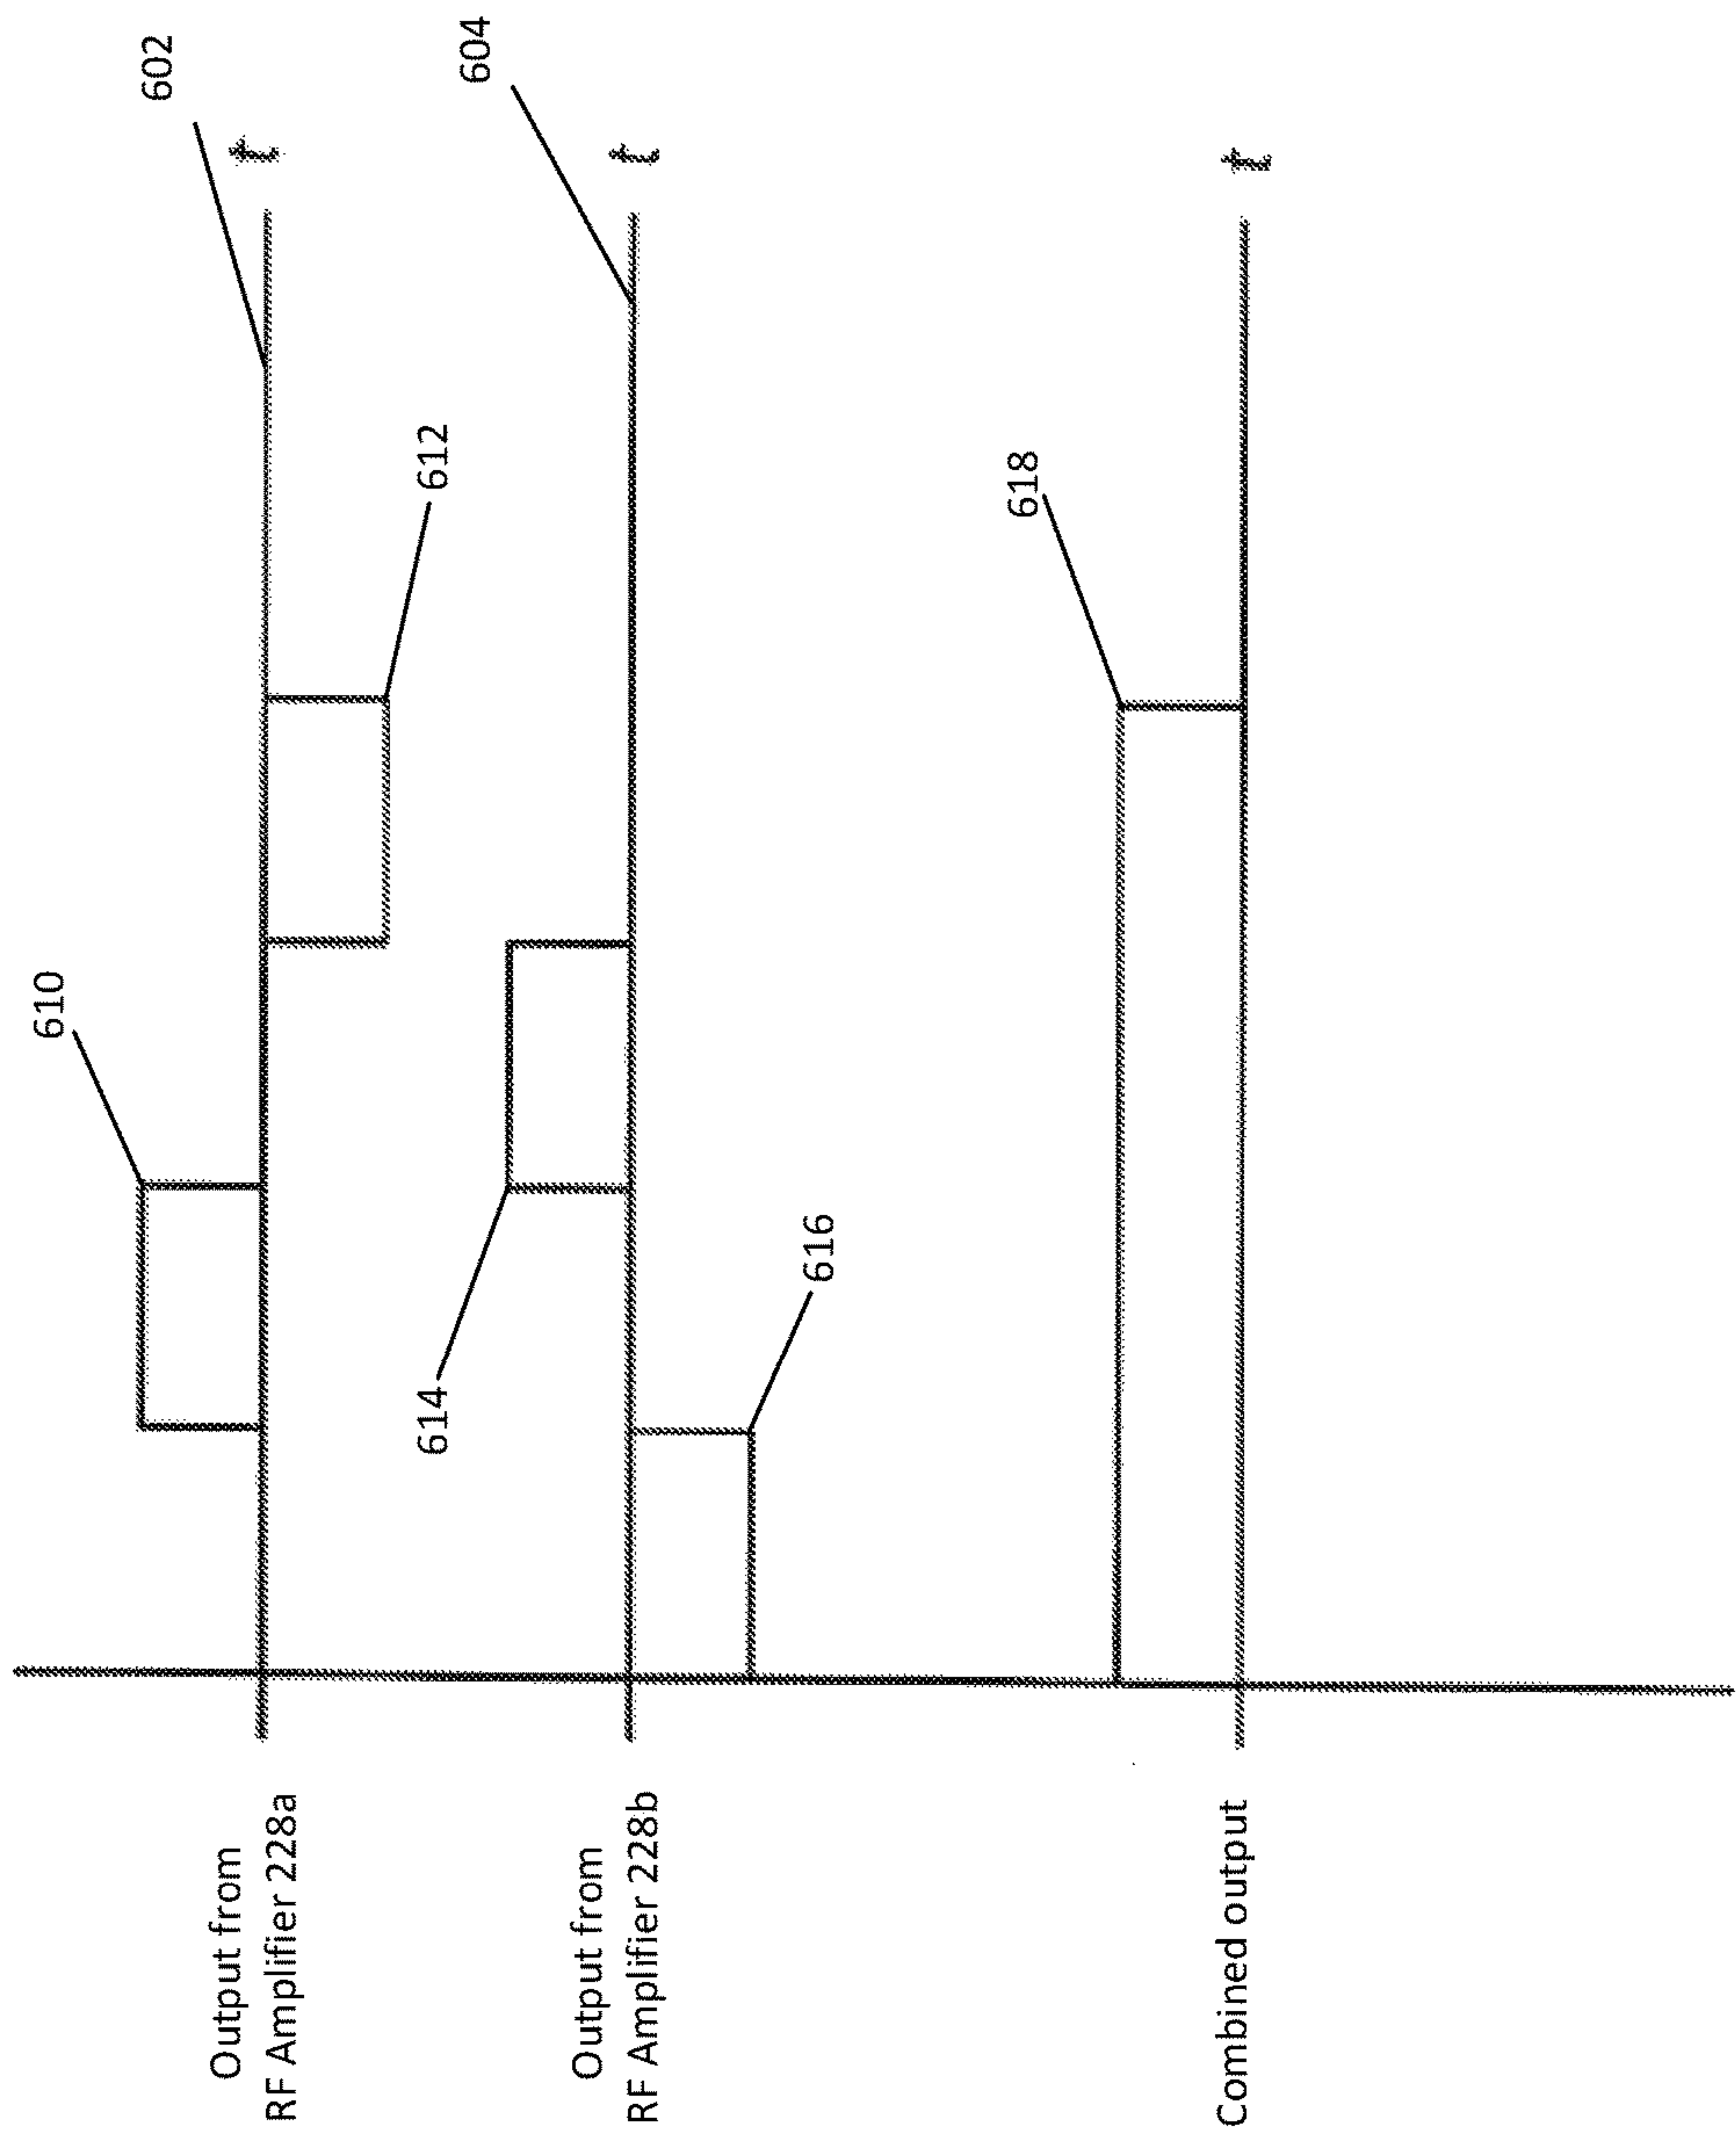 602
t
610
612
Output from
RF Amplifier 228a
604
t
614
616
Output from
RF Amplifier 228b
618
t
Combined output